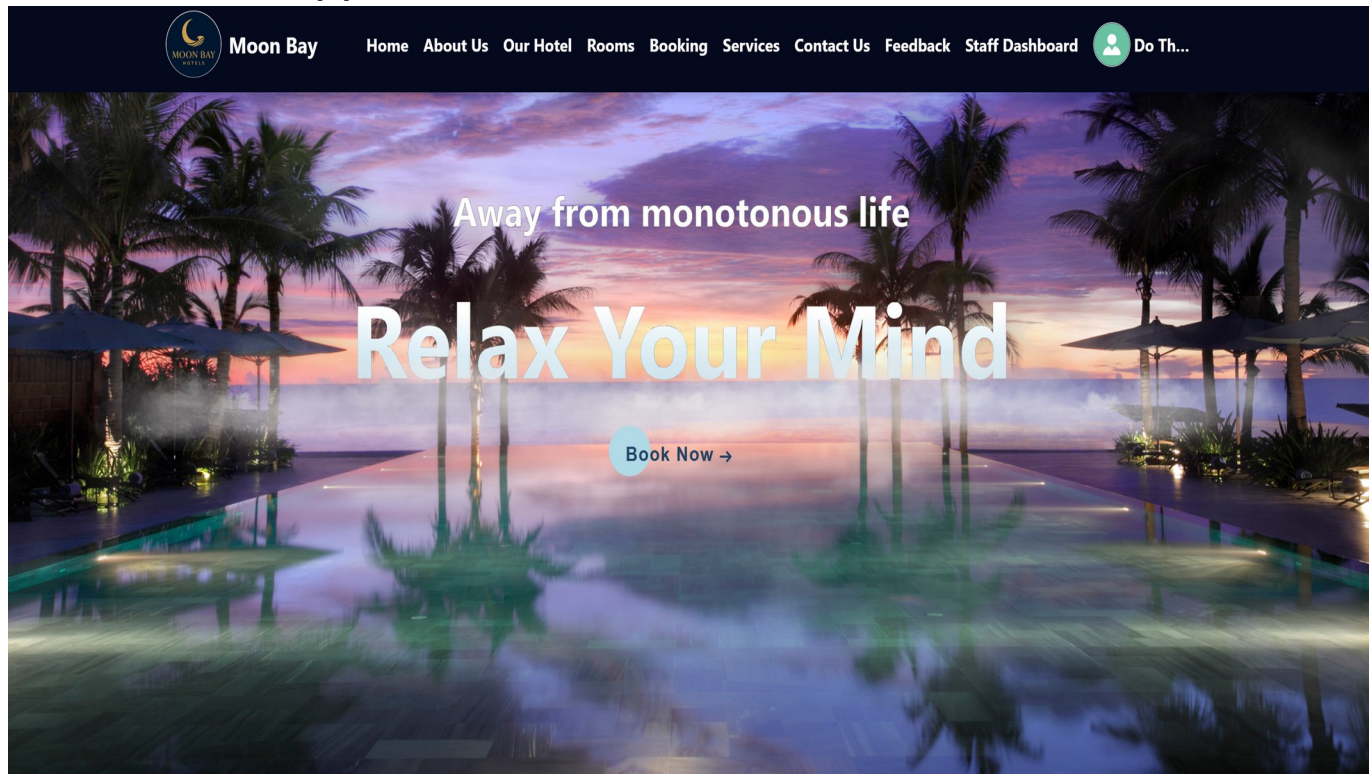 MOON BAY
HOTELS
Moon Bay
Home About Us Our Hotel Rooms Booking Services Contact Us Feedback Staff Dashboard Do Th...
Away from monotonous life
Relax Your Mind
Book Now →